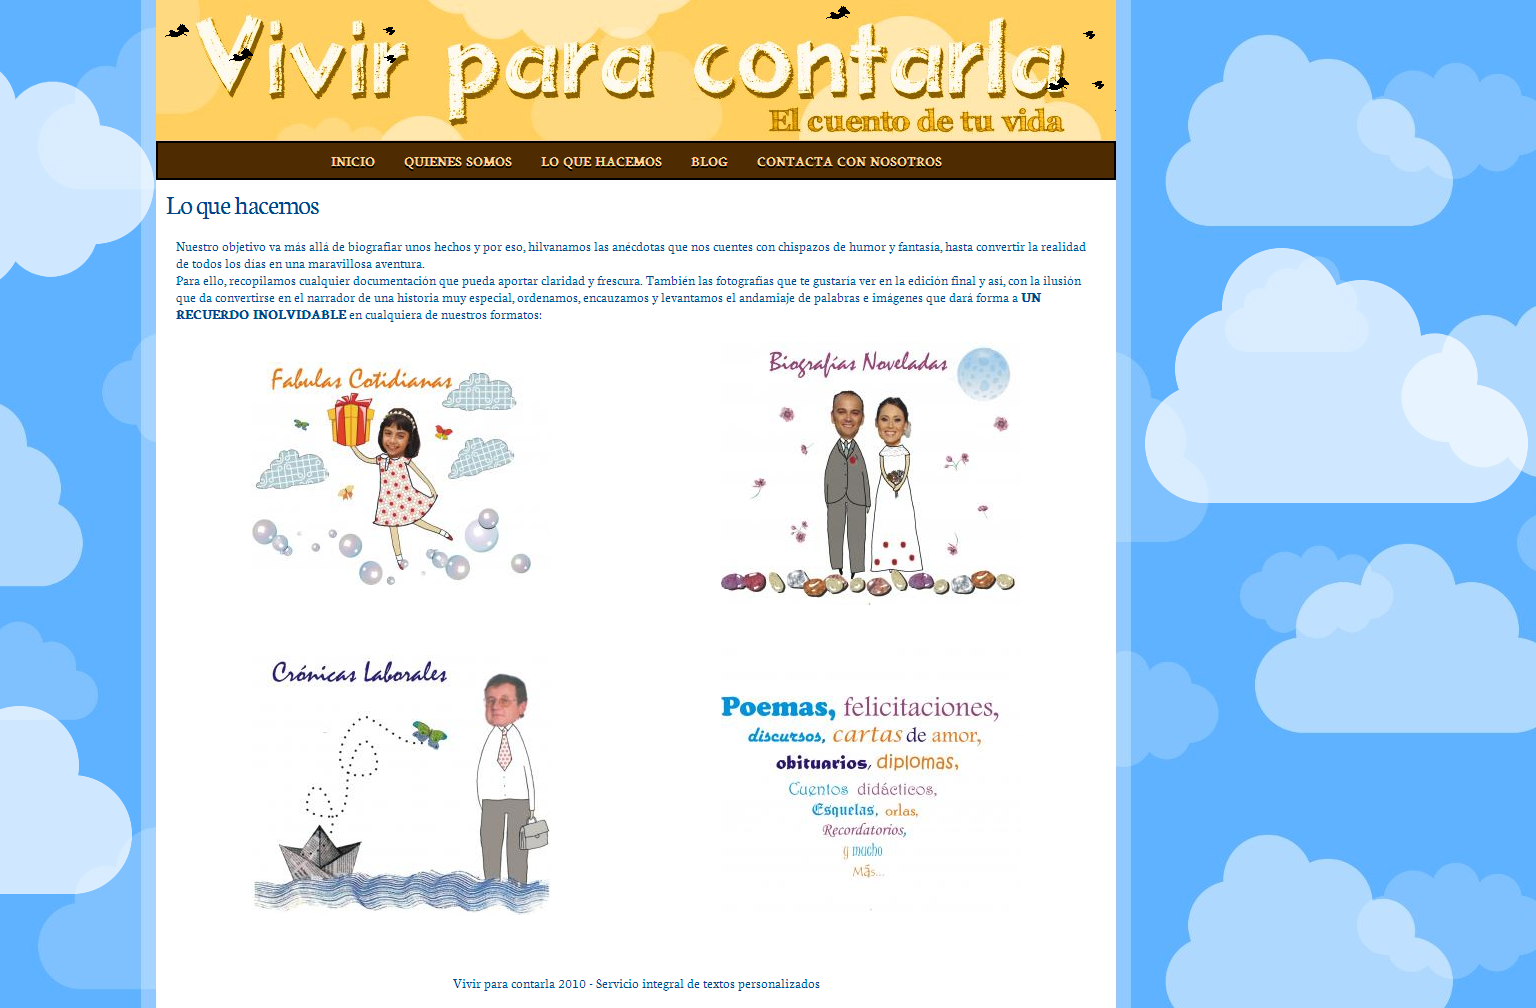 Vivir para contarla
El cuento de tu vida
INICIO QUIENES SOMOS LO QUE HACEMOS BLOG CONTACTA CON NOSOTROS
Lo que hacemos
Nuestro objetivo va más allá de biografiar unos hechos y por eso, hilvanamos las anécdotas que nos cuentes con chispazos de humor y fantasía, hasta convertir la realidad
de todos los días en una maravillosa aventura.
Para ello, recopilamos cualquier documentación que pueda aportar claridad y frescura. También las fotografías que te gustaría ver en la edición final y así, con la ilusión
que da convertirse en el narrador de una historia muy especial, ordenamos, encauzamos y levantamos el andamiaje de palabras e imágenes que dará forma a UN
RECUERDO INOLVIDABLE en cualquiera de nuestros formatos:
Fabulas Cotidianas
Biografías Noveladas
Crónicas Laborales
Poemas, felicitaciones,
discursos, cartas de amor,
obituarios, diplomas,
Cuentos didácticos,
Esquelas, orlas,
Recordatorios,
y mucho
Más...
Vivir para contarla 2010 - Servicio integral de textos personalizados